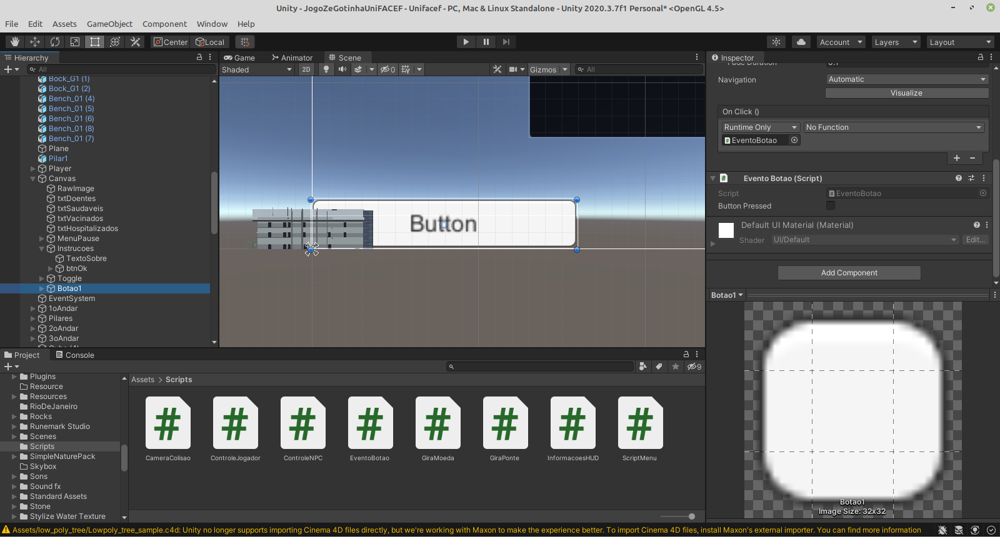 Unity - JogoZeGotinhaUniFACEF - Unifacef - PC, Mac & Linux Standalone - Unity 2020.3.7f1 Personal* <OpenGL 4.5>
File Edit Assets GameObject Component Window Help
Center Local Account Layers Layout
Hierarchy
All
Bock_G1 (1)
Bock_G1 (2)
Bench_01 (4)
Bench_01 (5)
Bench_01 (6)
Bench_01 (8)
Bench_01 (7)
Plane
Pilar1
Player
Canvas
RawImage
txtDoentes
txtSaudaveis
txtVacinados
txtHospitalizados
MenuPause
Instrucoes
TextoSobre
btnOk
Toggle
Botao1
EventSystem
1oAndar
Pilares
2oAndar
3oAndar
Game Animator Scene
Shaded 2D 0 Gizmos All
Button
Inspector
Fade Duration 0.1
Navigation Automatic
Visualize
On Click ()
Runtime Only No Function
EventoBotao
Evento Botao (Script)
Script EventoBotao
Button Pressed
Default UI Material (Material)
Shader UI/Default Edit...
Add Component
Botao1
Botao1
Image Size: 32x32
Project Console
9
Plugins
Resource
Resources
RioDeJaneiro
Rocks
Runemark Studio
Scenes
Scripts
SimpleNaturePack
Skybox
Sons
Sound fx
Standard Assets
Stone
Stylize Water Texture
Assets > Scripts
CameraColisao ControleJogador ControleNPC EventoBotao GiraMoeda GiraPonte InformacoesHUD ScriptMenu
Assets/low_poly_tree/Lowpoly_tree_sample.c4d: Unity no longer supports importing Cinema 4D files directly, but we're working with Maxon to make the experience better. To import Cinema 4D files, install Maxon's external importer. You can find more information